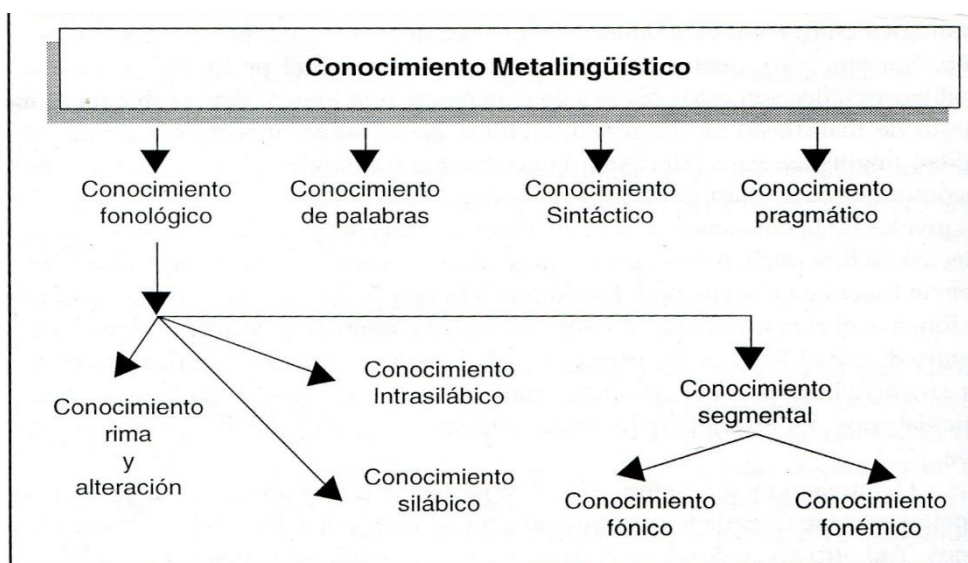 Conocimiento Metalingüístico
Conocimiento
fonológico
Conocimiento
de palabras
Conocimiento
Sintáctico
Conocimiento
pragmático
Conocimiento
rima
y
alteración
Conocimiento
Intrasilábico
Conocimiento
silábico
Conocimiento
segmental
Conocimiento
fónico
Conocimiento
fonémico